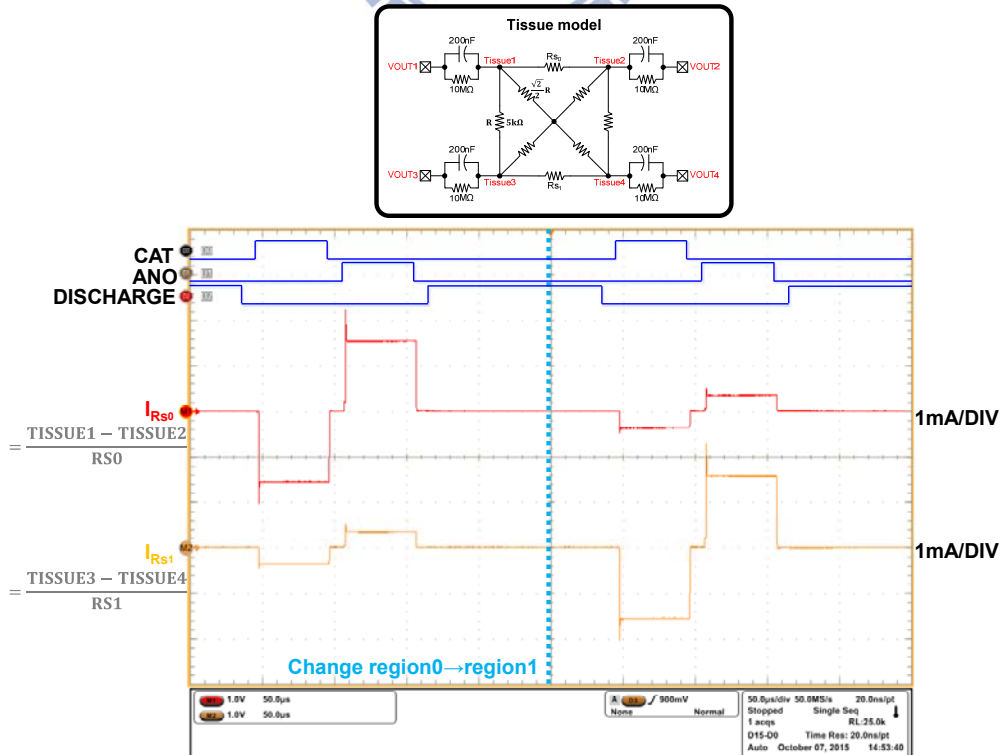 Tissue model
200nF
200nF
Tissue1
Rs0
Tissue2
VOUT1
VOUT2
10MΩ
10MΩ
√2/2 R
R 5kΩ
200nF
200nF
VOUT3
VOUT4
Tissue3
Rs1
Tissue4
10MΩ
10MΩ
CAT
ANO
DISCHARGE
IRs0
= TISSUE1 − TISSUE2 / RS0
M1
1mA/DIV
IRs1
= TISSUE3 − TISSUE4 / RS1
M2
1mA/DIV
Change region0→region1
1.0V 50.0µs
1.0V 50.0µs
A 900mV
None Normal
50.0µs/div 50.0MS/s 20.0ns/pt
Stopped Single Seq
1 acqs RL:25.0k
D15-D0 Time Res: 20.0ns/pt
Auto October 07, 2015 14:53:40